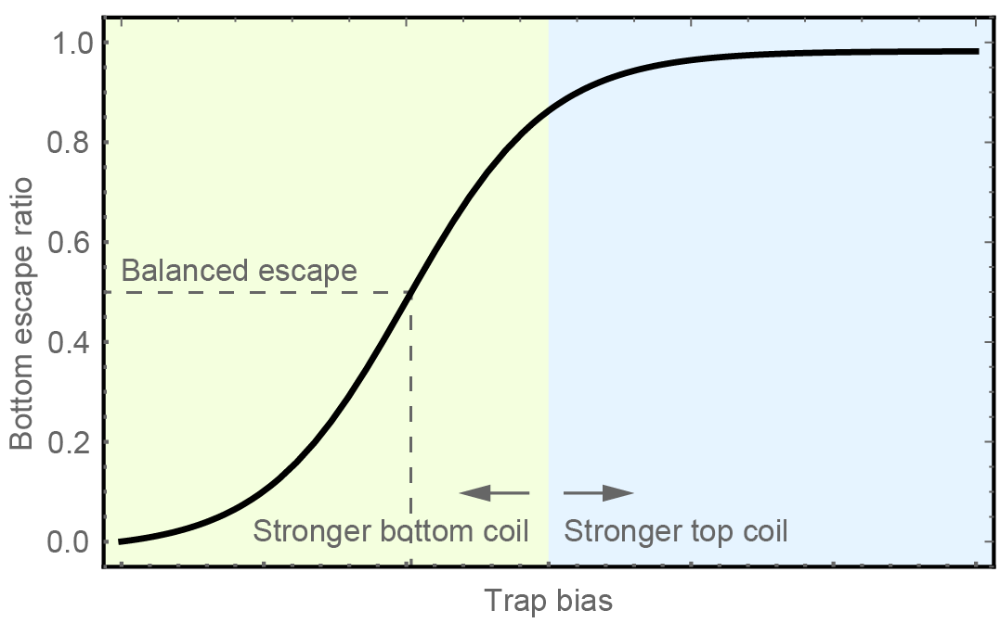 Bottom escape ratio
1.0
0.8
0.6
0.4
0.2
0.0
Balanced escape
Stronger bottom coil
Stronger top coil
Trap bias